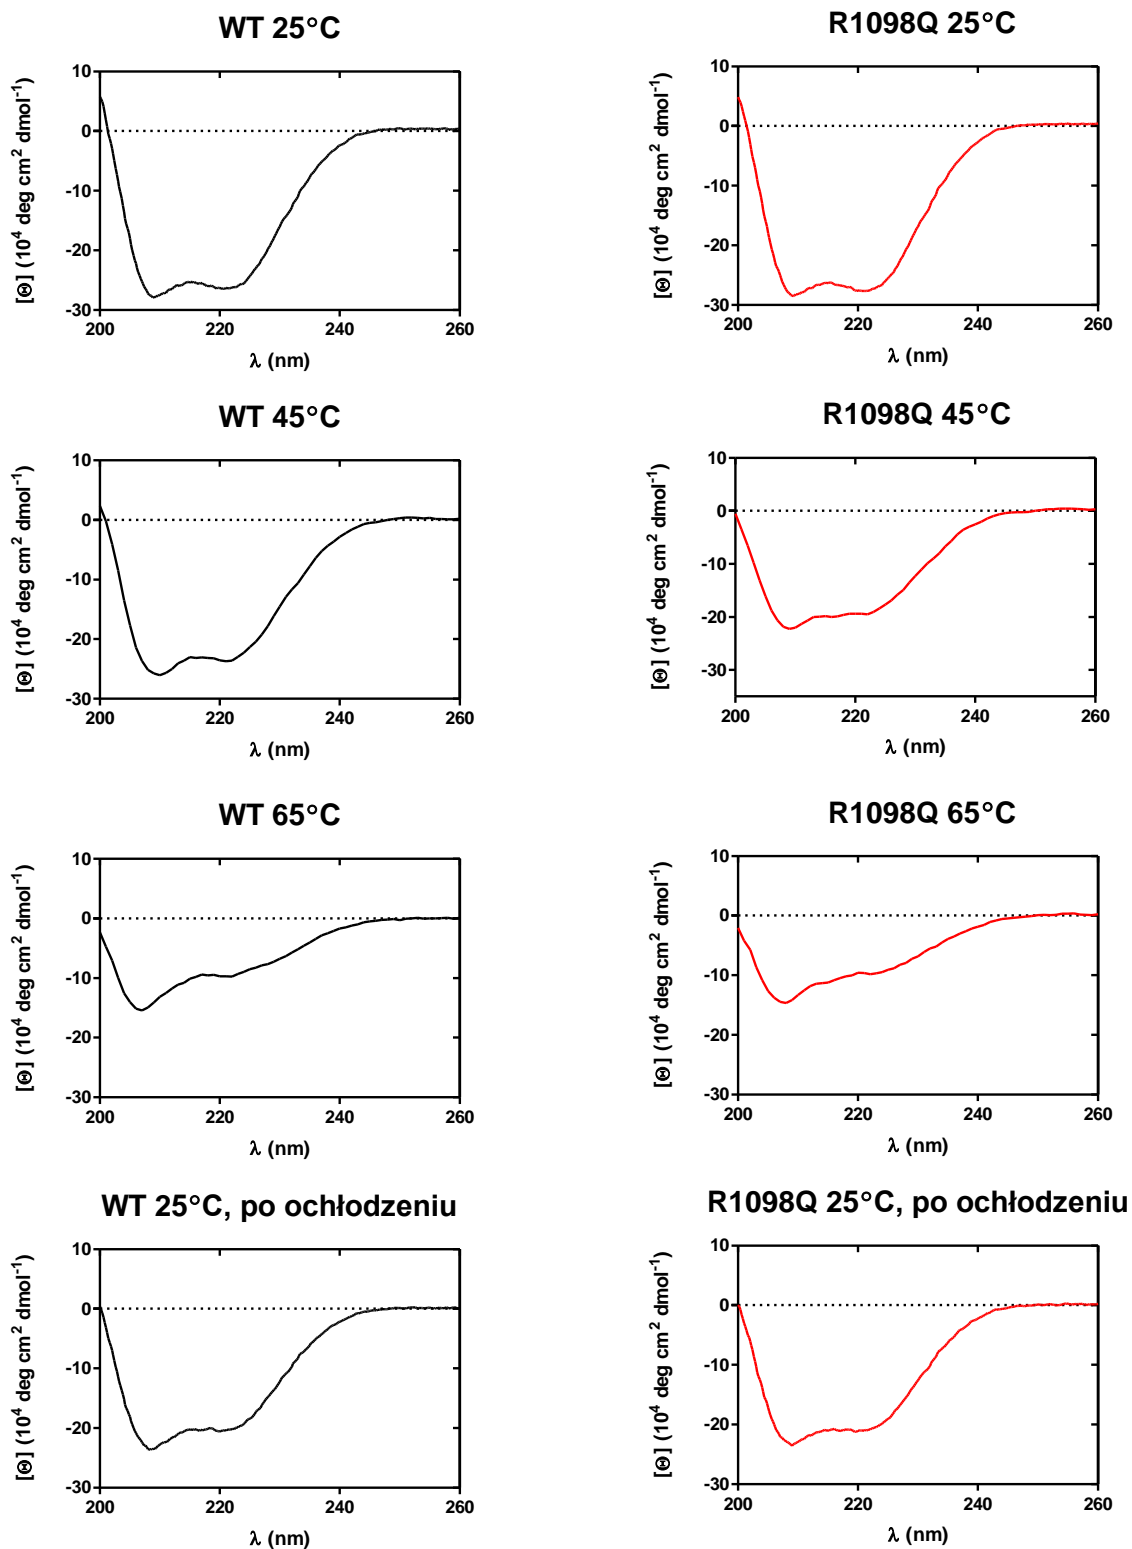 WT 25°C
10
0
-10
-20
-30
200 220 240 260
λ (nm)
[Θ] (10⁴ deg cm² dmol⁻¹)
R1098Q 25°C
10
0
-10
-20
-30
200 220 240 260
λ (nm)
[Θ] (10⁴ deg cm² dmol⁻¹)
WT 45°C
10
0
-10
-20
-30
200 220 240 260
λ (nm)
[Θ] (10⁴ deg cm² dmol⁻¹)
R1098Q 45°C
10
0
-10
-20
-30
200 220 240 260
λ (nm)
[Θ] (10⁴ deg cm² dmol⁻¹)
WT 65°C
10
0
-10
-20
-30
200 220 240 260
λ (nm)
[Θ] (10⁴ deg cm² dmol⁻¹)
R1098Q 65°C
10
0
-10
-20
-30
200 220 240 260
λ (nm)
[Θ] (10⁴ deg cm² dmol⁻¹)
WT 25°C, po ochłodzeniu
10
0
-10
-20
-30
200 220 240 260
λ (nm)
[Θ] (10⁴ deg cm² dmol⁻¹)
R1098Q 25°C, po ochłodzeniu
10
0
-10
-20
-30
200 220 240 260
λ (nm)
[Θ] (10⁴ deg cm² dmol⁻¹)